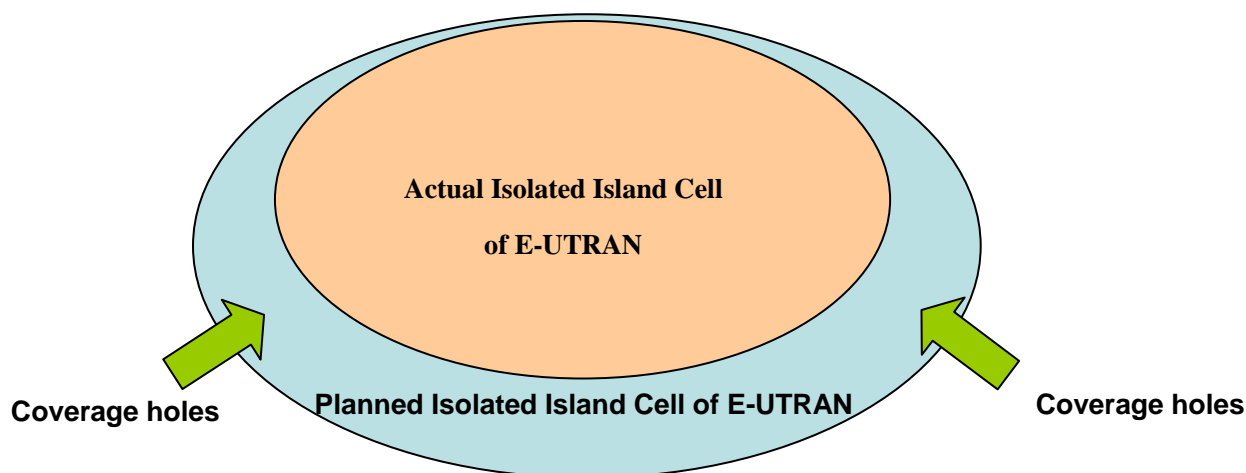 Actual Isolated Island Cell
of E-UTRAN
Coverage holes
Planned Isolated Island Cell of E-UTRAN
Coverage holes